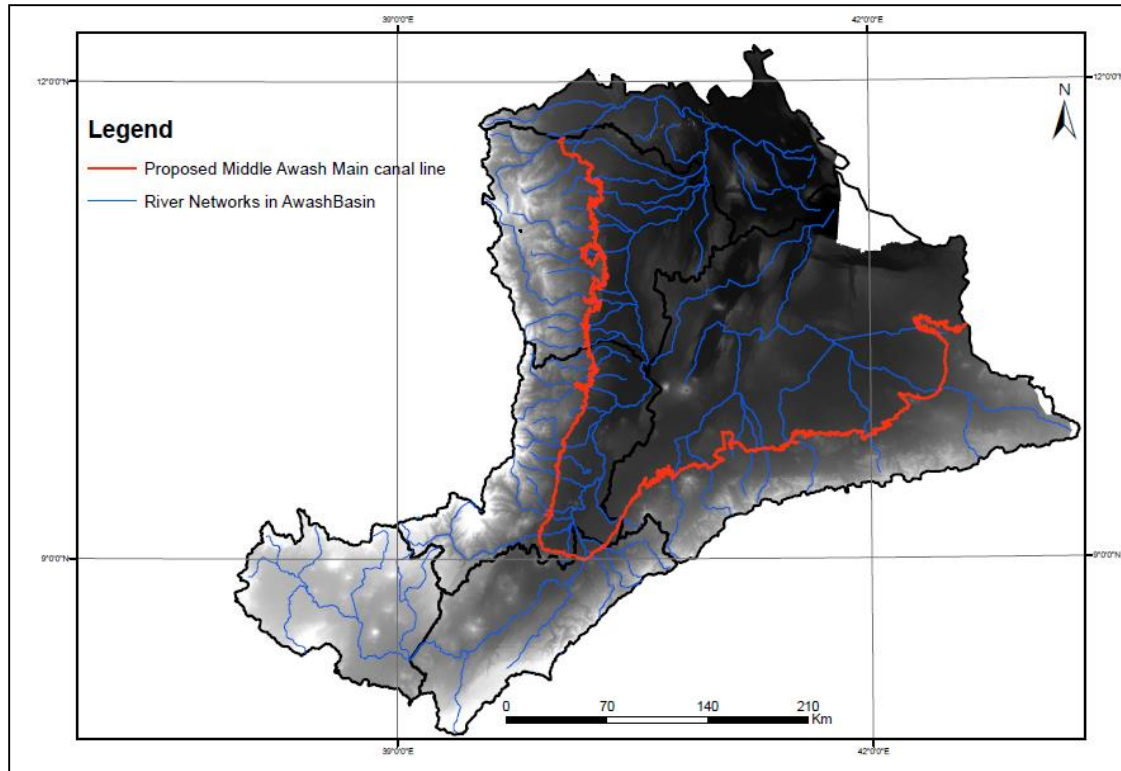 39°0'0"E
42°0'0"E
12°0'0"N
12°0'0"N
N
Legend
Proposed Middle Awash Main canal line
River Networks in AwashBasin
9°0'0"N
9°0'0"N
0 70 140 210
Km
39°0'0"E
42°0'0"E